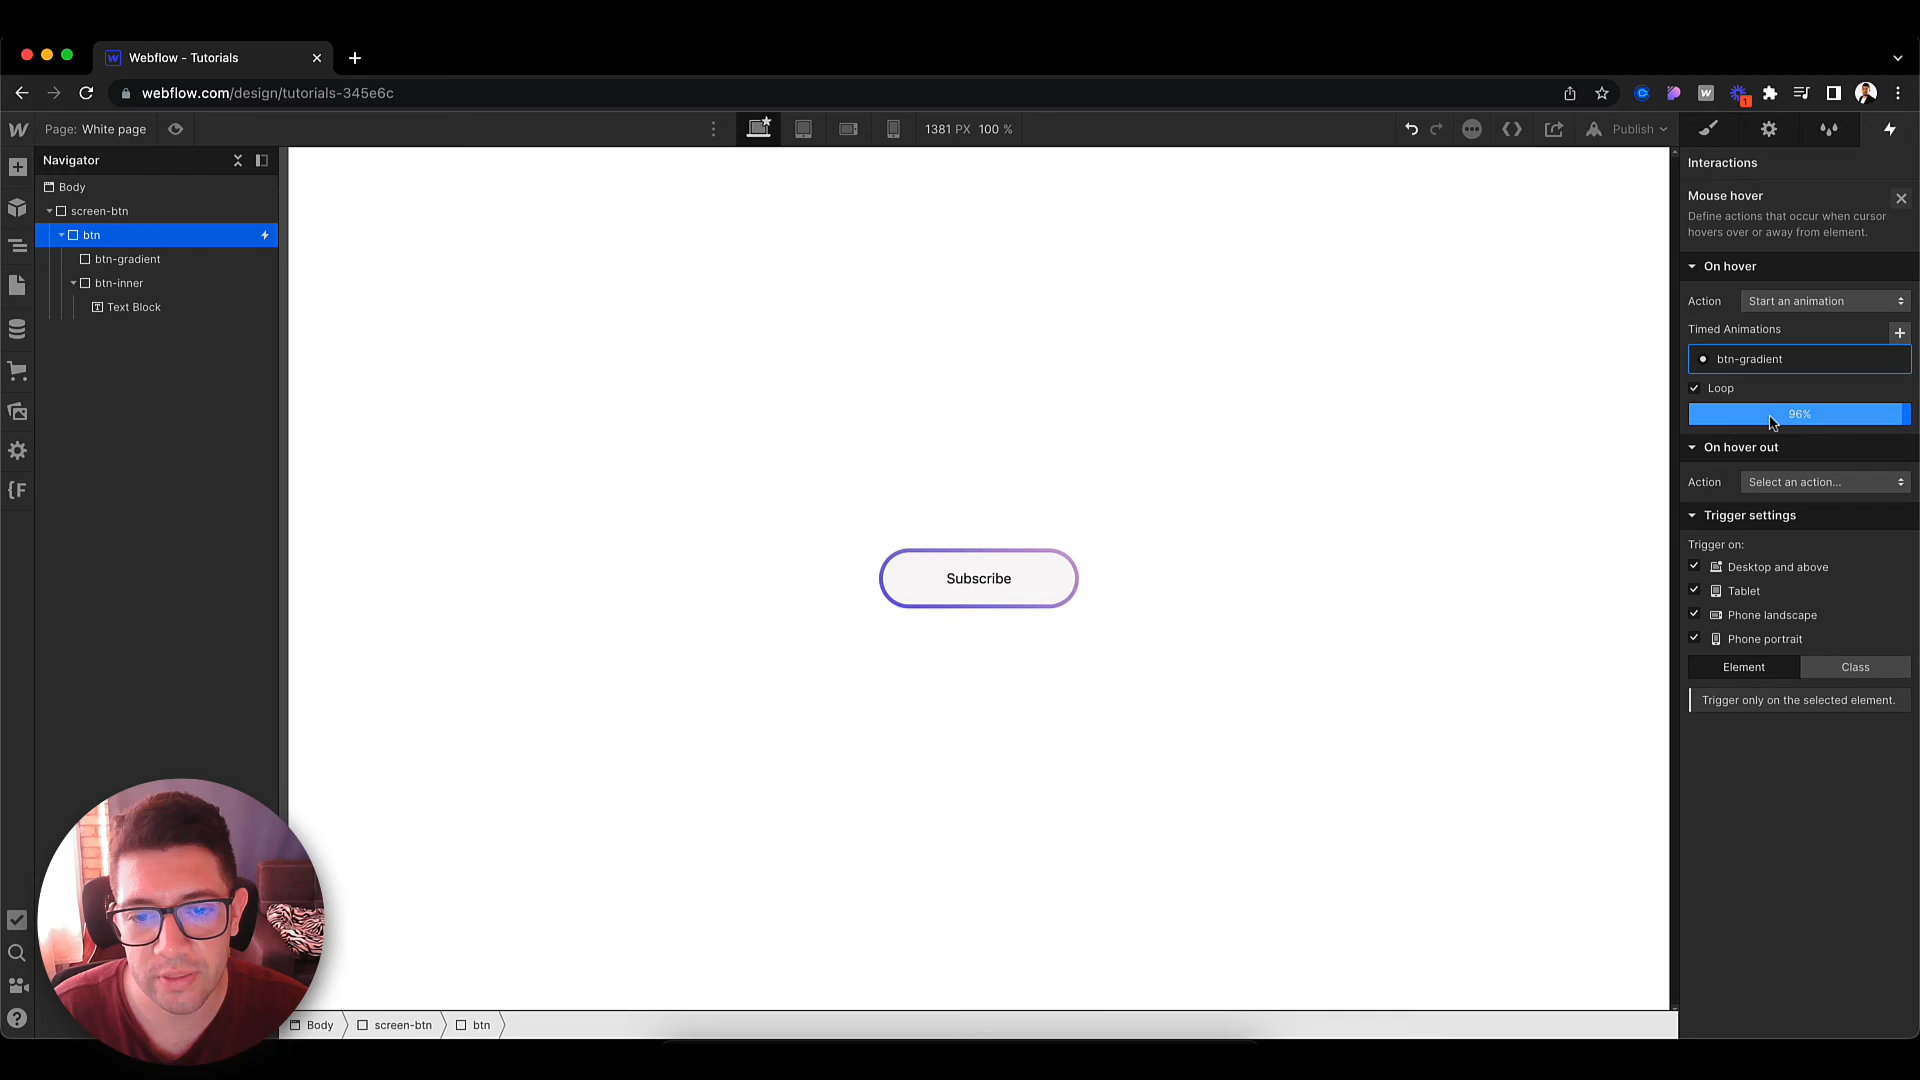 Webflow - Tutorials
webflow.com/design/tutorials-345e6c
1
Page: White page
1381 PX 100 %
Publish
Navigator
Body
screen-btn
btn
btn-gradient
btn-inner
Text Block
Subscribe
Interactions
Mouse hover
Define actions that occur when cursor
hovers over or away from element.
On hover
Action Start an animation
Timed Animations
btn-gradient
Loop
96%
On hover out
Action Select an action...
Trigger settings
Trigger on:
Desktop and above
Tablet
Phone landscape
Phone portrait
Element Class
Trigger only on the selected element.
Body screen-btn btn